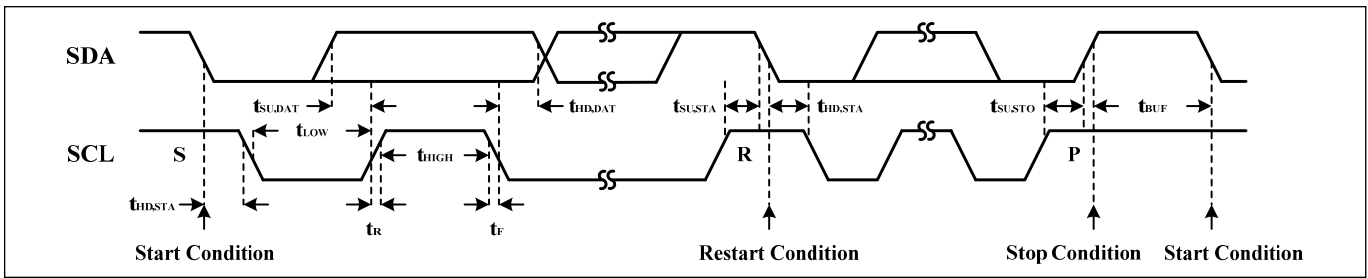 SDA
tSU,DAT tHD,DAT tSU,STA tHD,STA tSU,STO tBUF
tLOW
SCL S tHIGH R P
tHD,STA
tR tF
Start Condition Restart Condition Stop Condition Start Condition